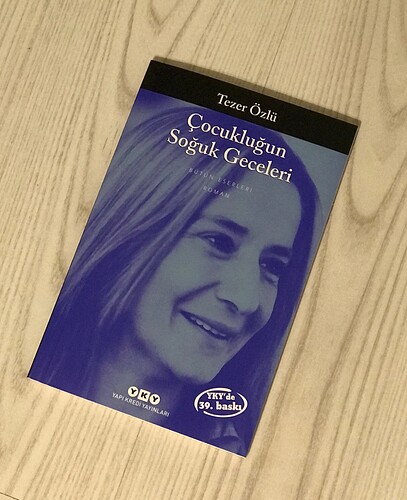 Tezer Özlü
Çocukluğun
Soğuk Geceleri
BÜTÜN ESERLERİ
ROMAN
YKY
YAPI KREDİ YAYINLARI
YKY'de
39. baskı